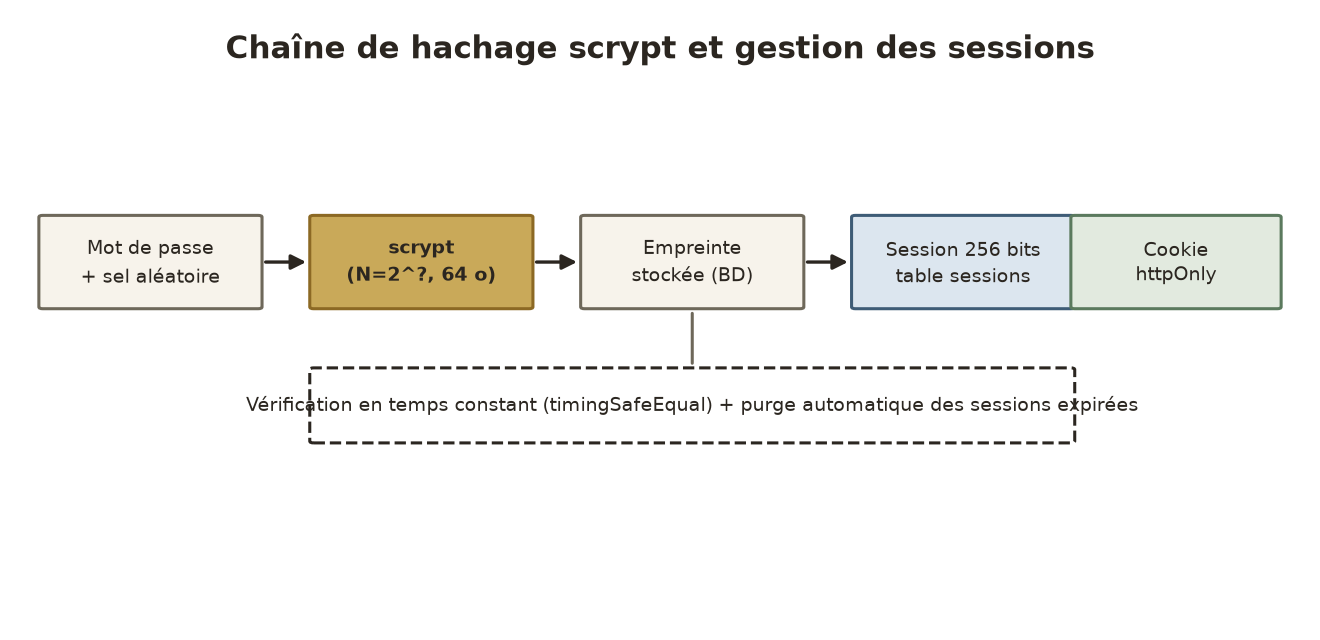 Chaîne de hachage scrypt et gestion des sessions
Mot de passe
+ sel aléatoire
scrypt
(N=2^?, 64 o)
Empreinte
stockée (BD)
Session 256 bits
table sessions
Cookie
httpOnly
Vérification en temps constant (timingSafeEqual) + purge automatique des sessions expirées